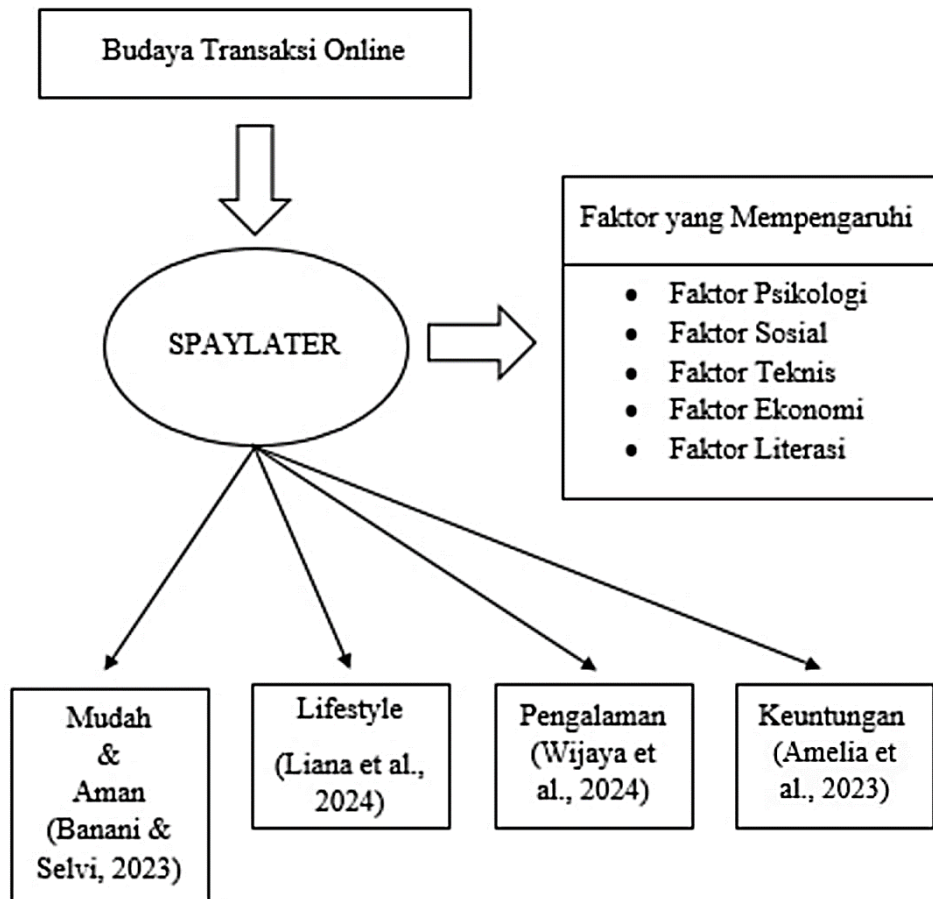 Budaya Transaksi Online
Faktor yang Mempengaruhi
SPAYLATER
• Faktor Psikologi
• Faktor Sosial
• Faktor Teknis
• Faktor Ekonomi
• Faktor Literasi
Mudah
&
Aman
(Banani &
Selvi, 2023)
Lifestyle
(Liana et al.,
2024)
Pengalaman
(Wijaya et
al., 2024)
Keuntungan
(Amelia et
al., 2023)